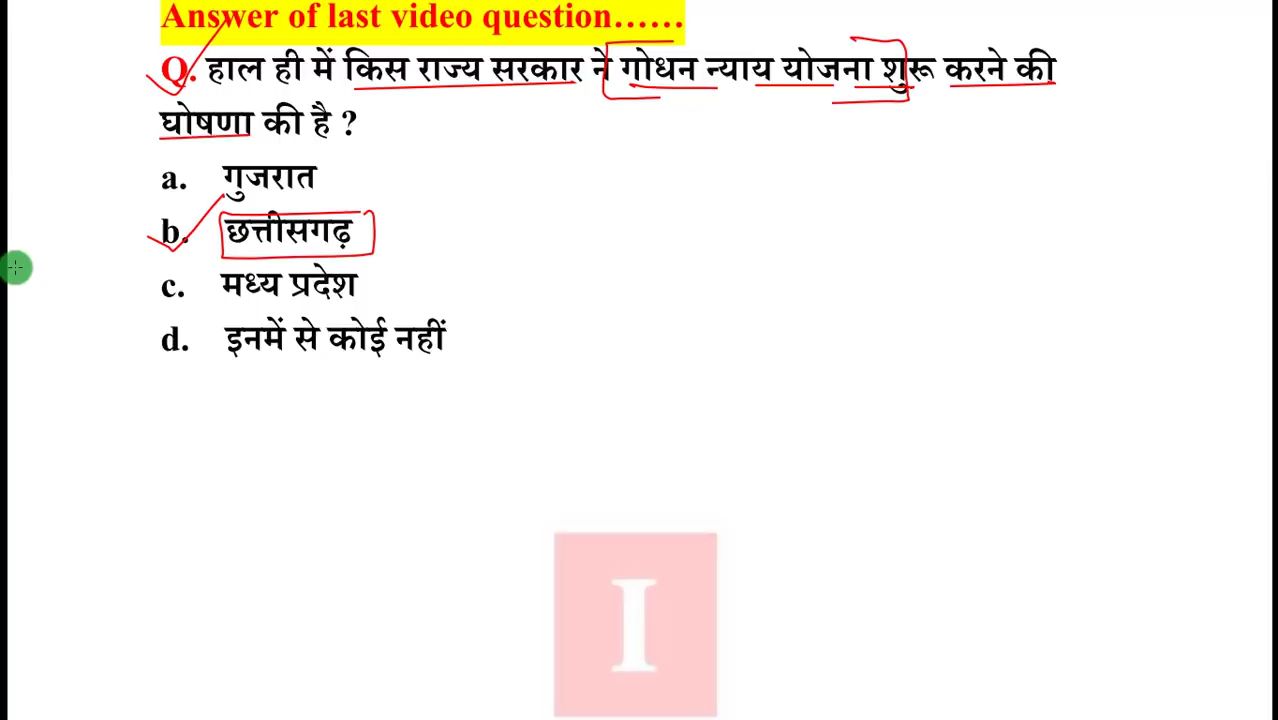 Answer of last video question……
Q. हाल ही में किस राज्य सरकार ने गोधन न्याय योजना शुरू करने की
घोषणा की है ?
a. गुजरात
b. छत्तीसगढ़
c. मध्य प्रदेश
d. इनमें से कोई नहीं
I